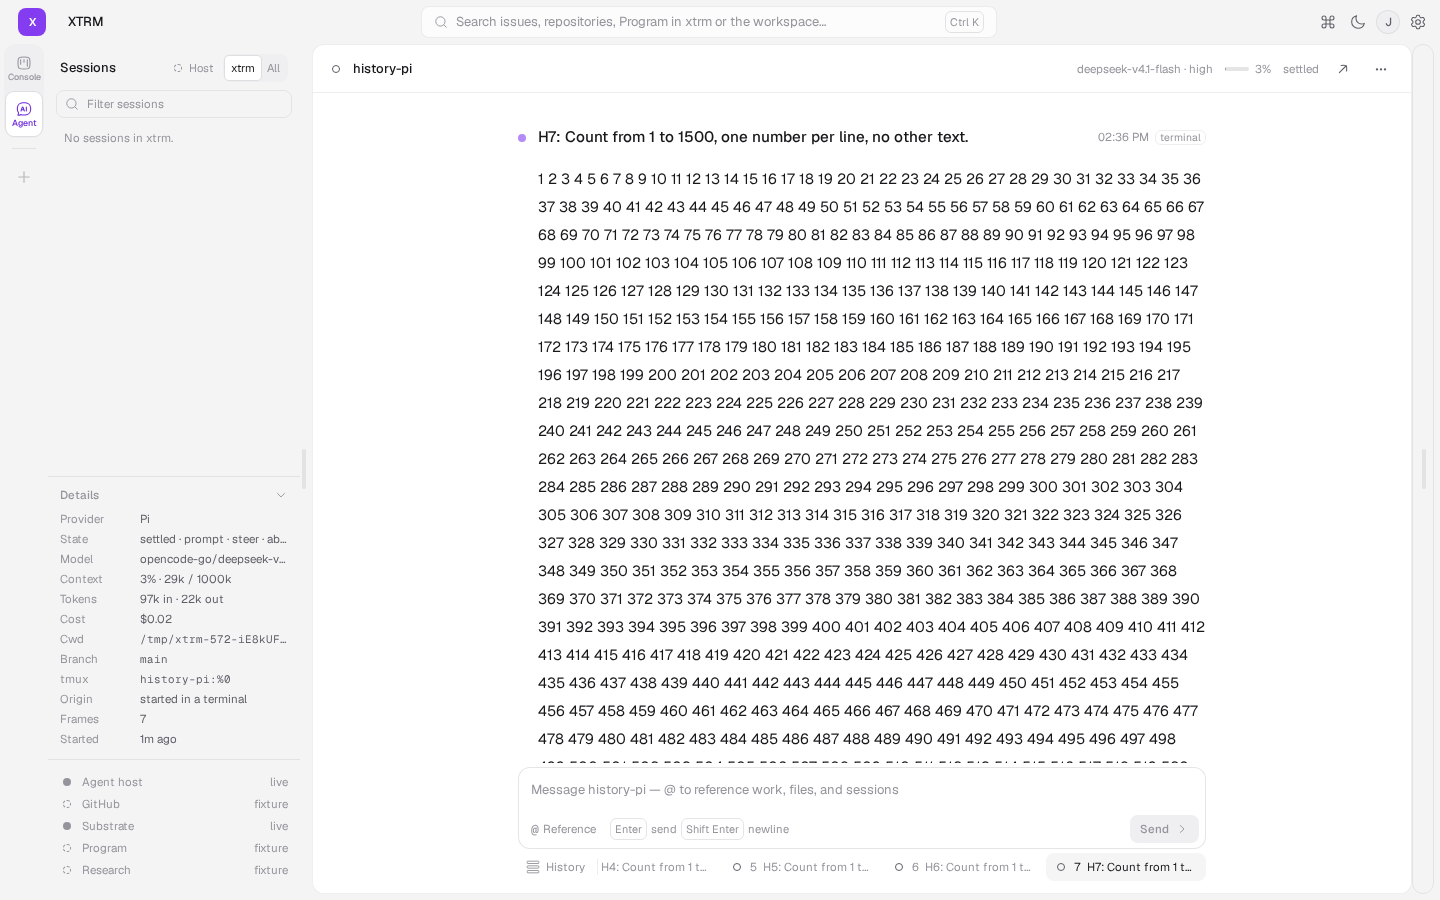 X
XTRM
Search issues, repositories, Program in xtrm or the workspace...
Ctrl K
J
Console
AI
Agent
Sessions
Host
xtrm
All
Filter sessions
No sessions in xtrm.
Details
Provider Pi
State settled · prompt · steer · ab...
Model opencode-go/deepseek-v...
Context 3% · 29k / 1000k
Tokens 97k in · 22k out
Cost $0.02
Cwd /tmp/xtrm-572-iE8kUF...
Branch main
tmux history-pi:%0
Origin started in a terminal
Frames 7
Started 1m ago
Agent host live
GitHub fixture
Substrate live
Program fixture
Research fixture
history-pi
deepseek-v4.1-flash · high
3%
settled
H7: Count from 1 to 1500, one number per line, no other text.
02:36 PM terminal
1 2 3 4 5 6 7 8 9 10 11 12 13 14 15 16 17 18 19 20 21 22 23 24 25 26 27 28 29 30 31 32 33 34 35 36
37 38 39 40 41 42 43 44 45 46 47 48 49 50 51 52 53 54 55 56 57 58 59 60 61 62 63 64 65 66 67
68 69 70 71 72 73 74 75 76 77 78 79 80 81 82 83 84 85 86 87 88 89 90 91 92 93 94 95 96 97 98
99 100 101 102 103 104 105 106 107 108 109 110 111 112 113 114 115 116 117 118 119 120 121 122 123
124 125 126 127 128 129 130 131 132 133 134 135 136 137 138 139 140 141 142 143 144 145 146 147
148 149 150 151 152 153 154 155 156 157 158 159 160 161 162 163 164 165 166 167 168 169 170 171
172 173 174 175 176 177 178 179 180 181 182 183 184 185 186 187 188 189 190 191 192 193 194 195
196 197 198 199 200 201 202 203 204 205 206 207 208 209 210 211 212 213 214 215 216 217
218 219 220 221 222 223 224 225 226 227 228 229 230 231 232 233 234 235 236 237 238 239
240 241 242 243 244 245 246 247 248 249 250 251 252 253 254 255 256 257 258 259 260 261
262 263 264 265 266 267 268 269 270 271 272 273 274 275 276 277 278 279 280 281 282 283
284 285 286 287 288 289 290 291 292 293 294 295 296 297 298 299 300 301 302 303 304
305 306 307 308 309 310 311 312 313 314 315 316 317 318 319 320 321 322 323 324 325 326
327 328 329 330 331 332 333 334 335 336 337 338 339 340 341 342 343 344 345 346 347
348 349 350 351 352 353 354 355 356 357 358 359 360 361 362 363 364 365 366 367 368
369 370 371 372 373 374 375 376 377 378 379 380 381 382 383 384 385 386 387 388 389 390
391 392 393 394 395 396 397 398 399 400 401 402 403 404 405 406 407 408 409 410 411 412
413 414 415 416 417 418 419 420 421 422 423 424 425 426 427 428 429 430 431 432 433 434
435 436 437 438 439 440 441 442 443 444 445 446 447 448 449 450 451 452 453 454 455
456 457 458 459 460 461 462 463 464 465 466 467 468 469 470 471 472 473 474 475 476 477
478 479 480 481 482 483 484 485 486 487 488 489 490 491 492 493 494 495 496 497 498
Message history-pi — @ to reference work, files, and sessions
@ Reference Enter send Shift Enter newline
Send
History
H4: Count from 1 t...
5 H5: Count from 1 t...
6 H6: Count from 1 t...
7 H7: Count from 1 t...